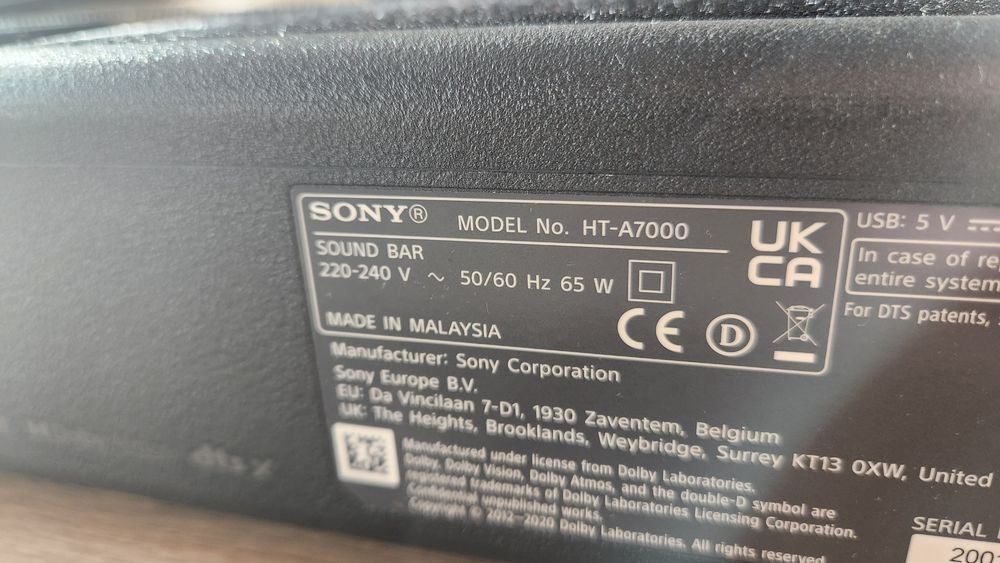 SONY®
MODEL No. HT-A7000
SOUND BAR
220-240 V ~ 50/60 Hz 65 W
MADE IN MALAYSIA
UK
CA
CE
D
Manufacturer: Sony Corporation
Sony Europe B.V.
EU: Da Vincilaan 7-D1, 1930 Zaventem, Belgium
UK: The Heights, Brooklands, Weybridge, Surrey KT13 0XW, United
Manufactured under license from Dolby Laboratories.
Dolby, Dolby Vision, Dolby Atmos, and the double-D symbol are
registered trademarks of Dolby Laboratories Licensing Corporation.
Confidential unpublished works.
Copyright © 2012-2020 Dolby Laboratories. All rights reserved.
USB: 5 V
In case of
entire system
For DTS patents,
SERIAL
dts X